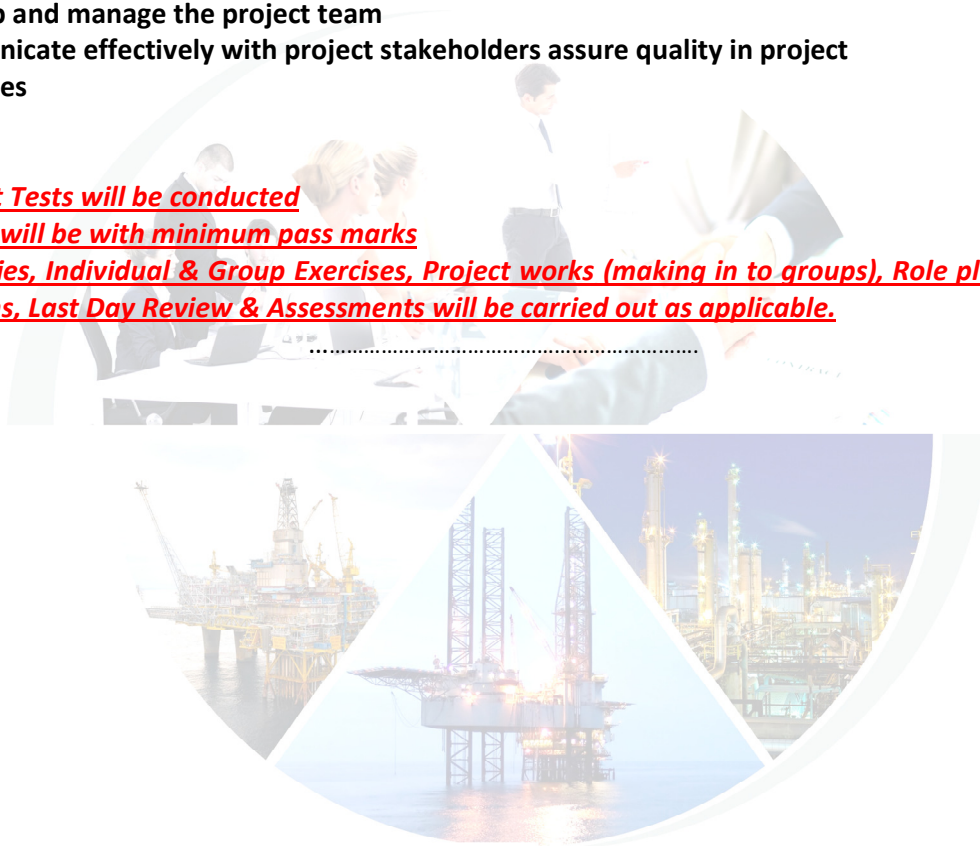 p and manage the project team
nicate effectively with project stakeholders assure quality in project
es
t Tests will be conducted
will be with minimum pass marks
ies, Individual & Group Exercises, Project works (making in to groups), Role pl
ns, Last Day Review & Assessments will be carried out as applicable.
……………………………………………………………….